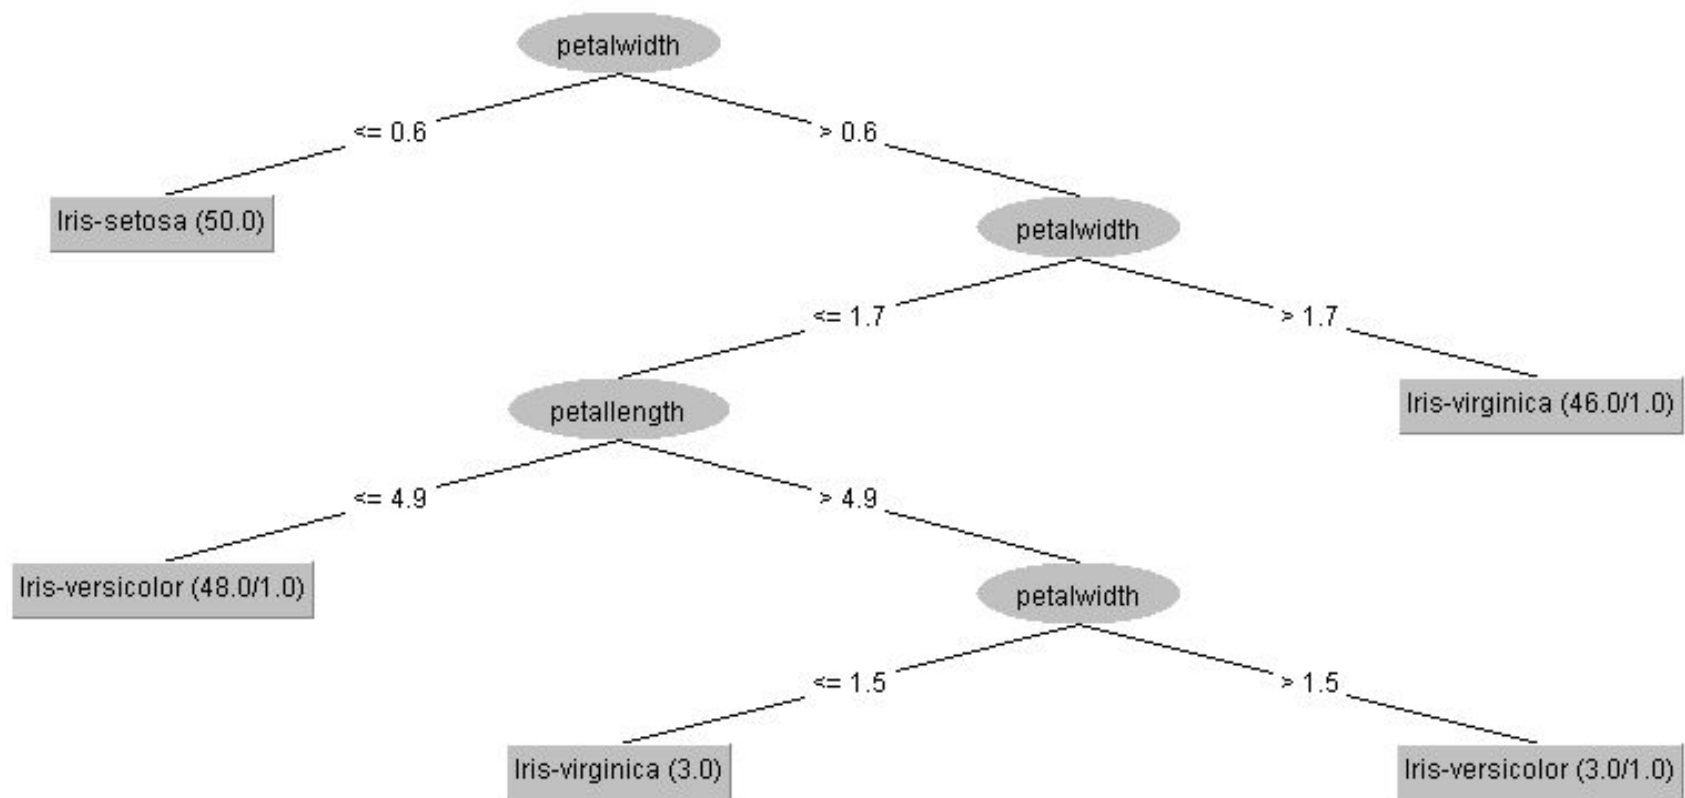 petalwidth
<= 0.6
> 0.6
Iris-setosa (50.0)
petalwidth
<= 1.7
> 1.7
petallength
Iris-virginica (46.0/1.0)
<= 4.9
> 4.9
Iris-versicolor (48.0/1.0)
petalwidth
<= 1.5
> 1.5
Iris-virginica (3.0)
Iris-versicolor (3.0/1.0)